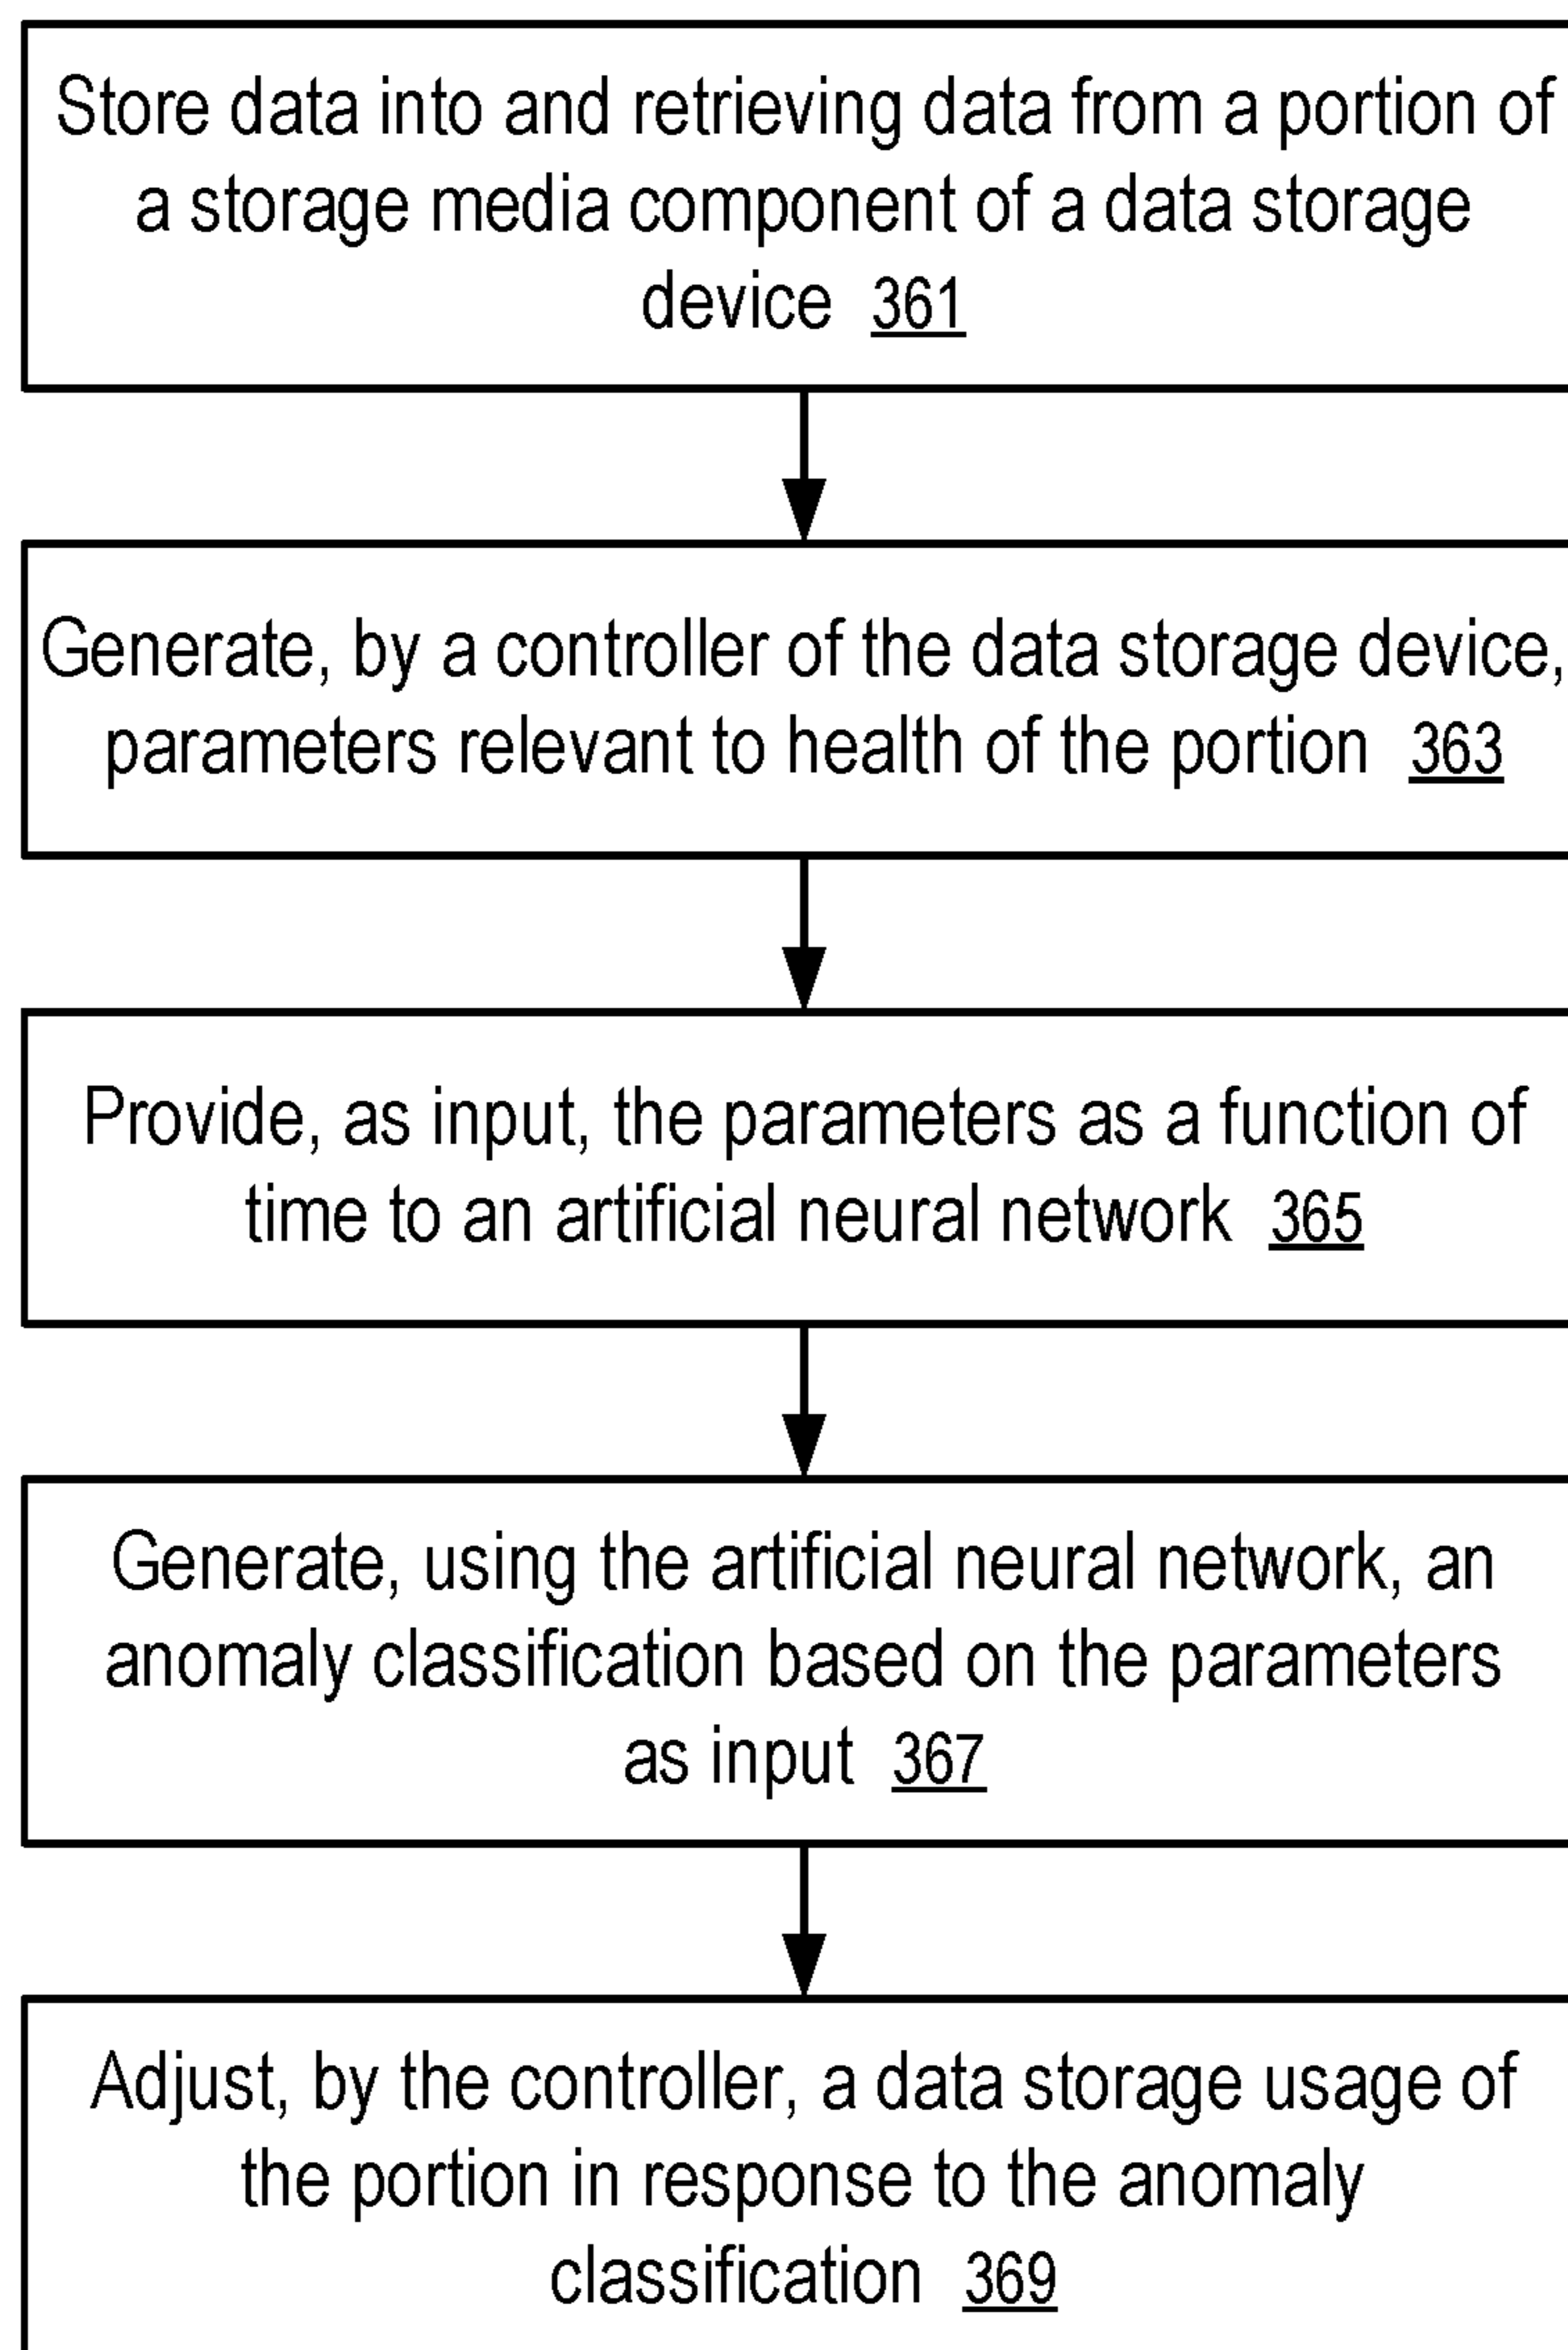 Store data into and retrieving data from a portion of
a storage media component of a data storage
device 361
Generate, by a controller of the data storage device,
parameters relevant to health of the portion 363
Provide, as input, the parameters as a function of
time to an artificial neural network 365
Generate, using the artificial neural network, an
anomaly classification based on the parameters
as input 367
Adjust, by the controller, a data storage usage of
the portion in response to the anomaly
classification 369